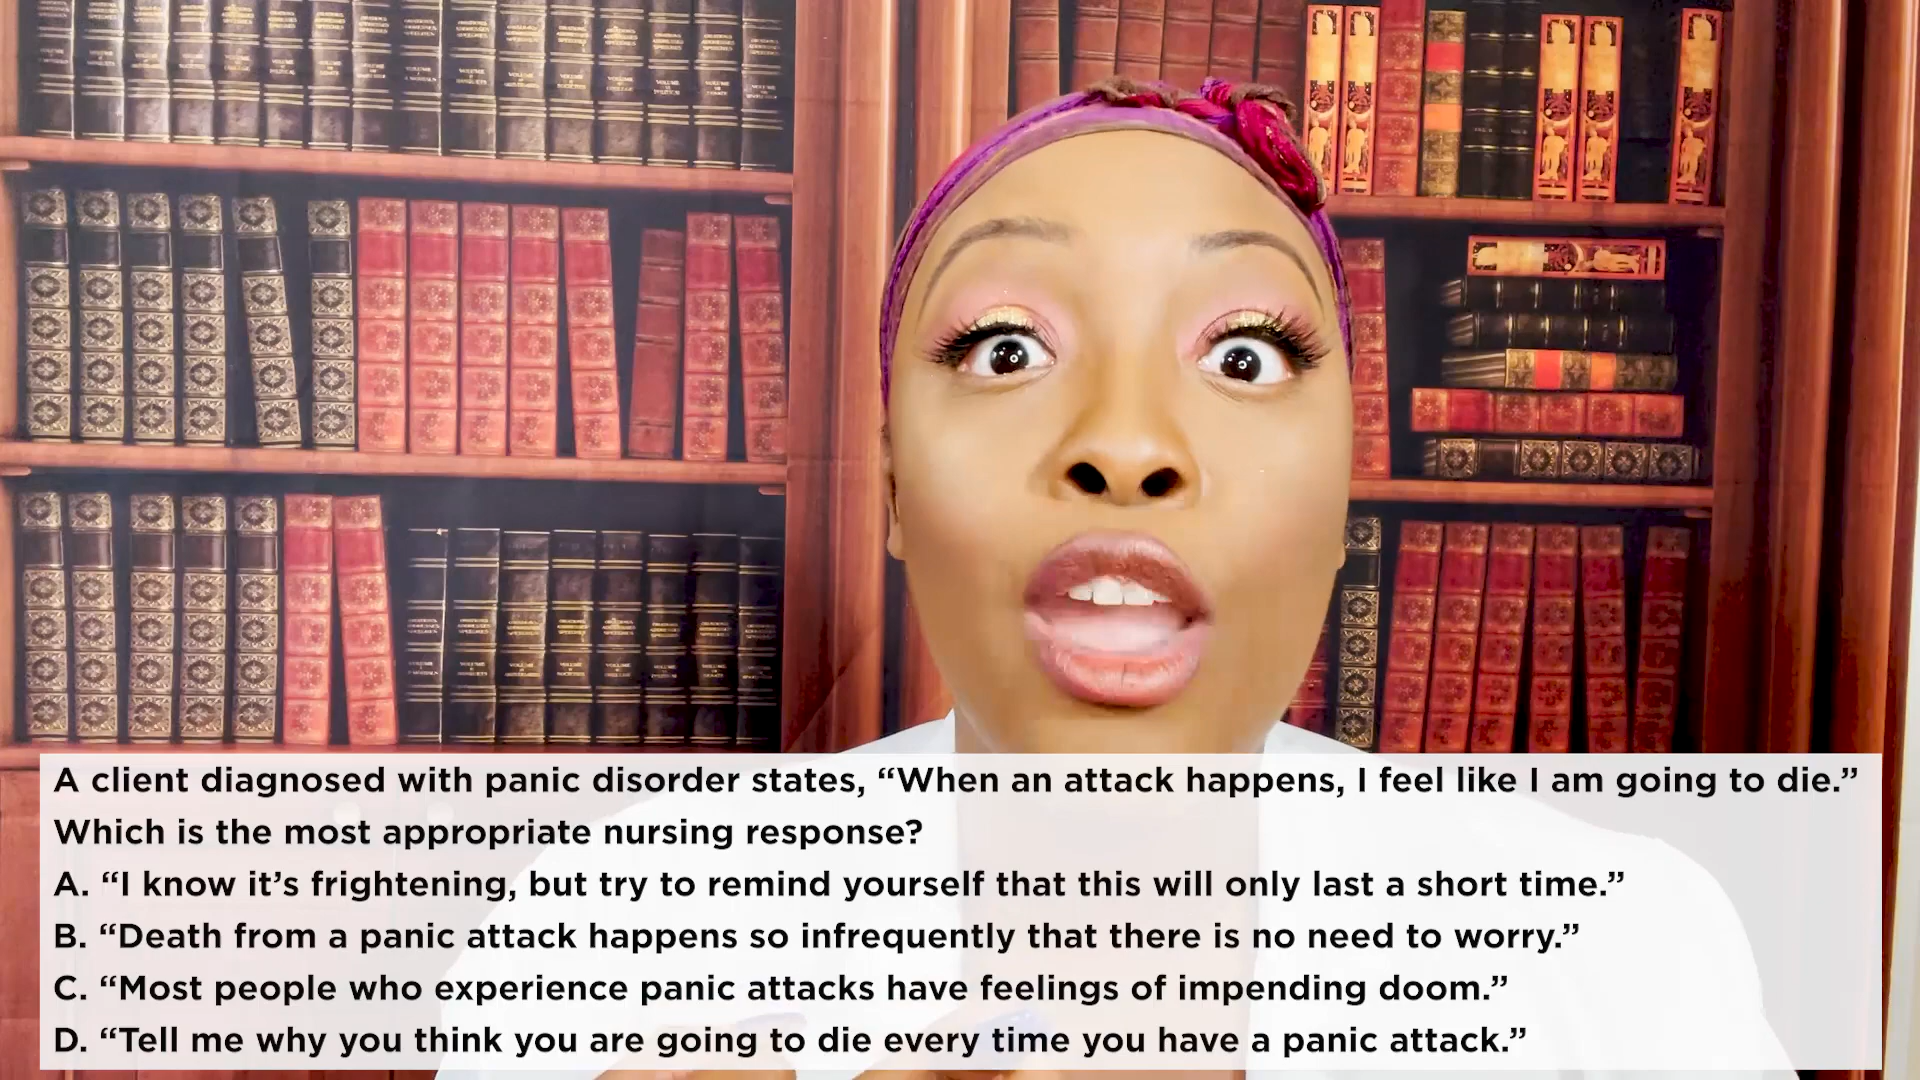 A client diagnosed with panic disorder states, “When an attack happens, I feel like I am going to die.”
Which is the most appropriate nursing response?
A. “I know it’s frightening, but try to remind yourself that this will only last a short time.”
B. “Death from a panic attack happens so infrequently that there is no need to worry.”
C. “Most people who experience panic attacks have feelings of impending doom.”
D. “Tell me why you think you are going to die every time you have a panic attack.”